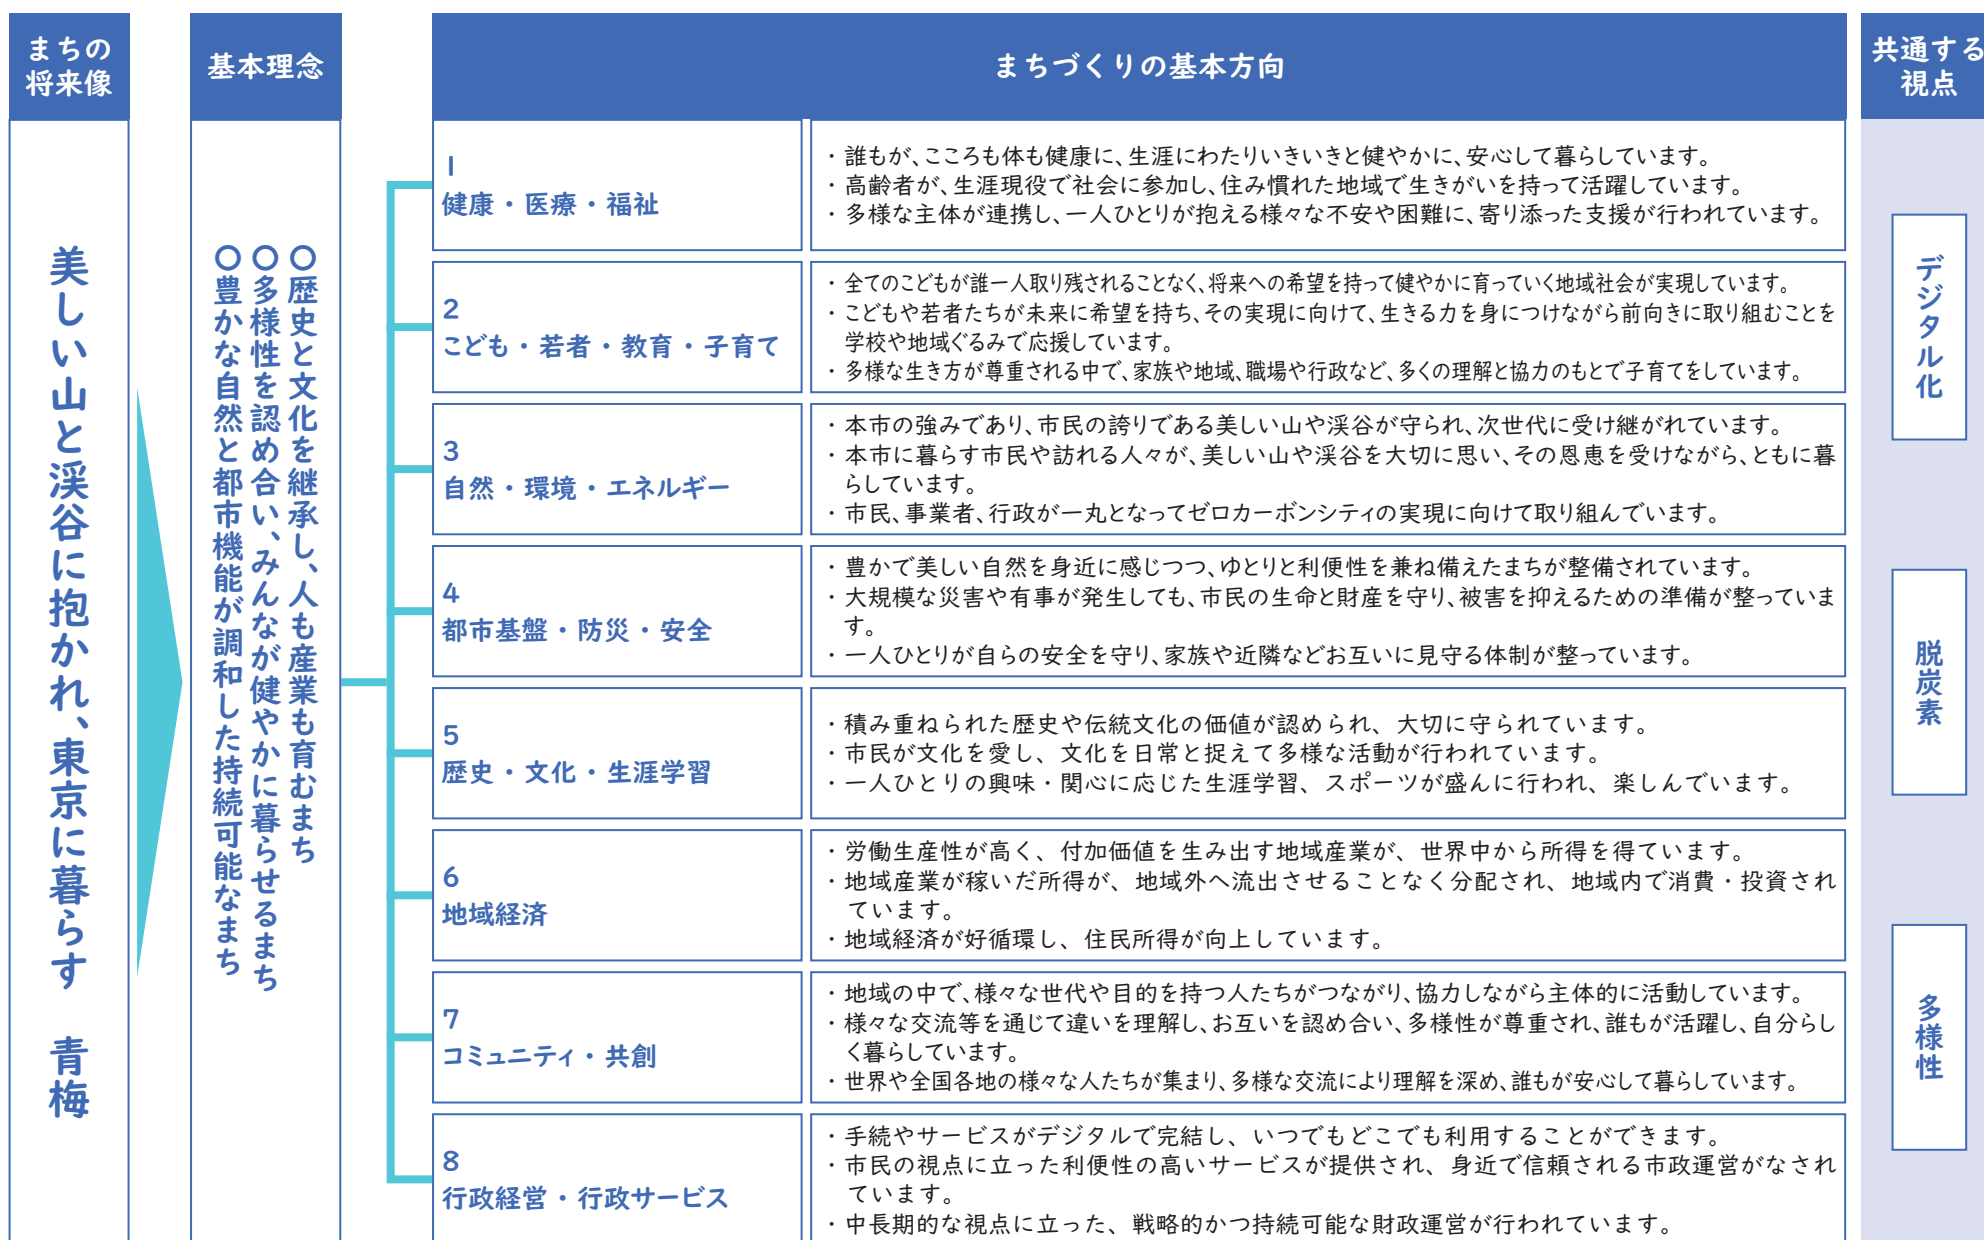 まちの
将来像
美しい山と渓谷に抱かれ、東京に暮らす　青梅
基本理念
〇歴史と文化を継承し、人も産業も育むまち
〇多様性を認め合い、みんなが健やかに暮らせるまち
〇豊かな自然と都市機能が調和した持続可能なまち
まちづくりの基本方向
1
健康・医療・福祉
・誰もが、こころも体も健康に、生涯にわたりいきいきと健やかに、安心して暮らしています。
・高齢者が、生涯現役で社会に参加し、住み慣れた地域で生きがいを持って活躍しています。
・多様な主体が連携し、一人ひとりが抱える様々な不安や困難に、寄り添った支援が行われています。
2
こども・若者・教育・子育て
・全てのこどもが誰一人取り残されることなく、将来への希望を持って健やかに育っていく地域社会が実現しています。
・こどもや若者たちが未来に希望を持ち、その実現に向けて、生きる力を身につけながら前向きに取り組むことを
学校や地域ぐるみで応援しています。
・多様な生き方が尊重される中で、家族や地域、職場や行政など、多くの理解と協力のもとで子育てをしています。
3
自然・環境・エネルギー
・本市の強みであり、市民の誇りである美しい山や渓谷が守られ、次世代に受け継がれています。
・本市に暮らす市民や訪れる人々が、美しい山や渓谷を大切に思い、その恩恵を受けながら、ともに暮
らしています。
・市民、事業者、行政が一丸となってゼロカーボンシティの実現に向けて取り組んでいます。
4
都市基盤・防災・安全
・豊かで美しい自然を身近に感じつつ、ゆとりと利便性を兼ね備えたまちが整備されています。
・大規模な災害や有事が発生しても、市民の生命と財産を守り、被害を抑えるための準備が整っていま
す。
・一人ひとりが自らの安全を守り、家族や近隣などお互いに見守る体制が整っています。
5
歴史・文化・生涯学習
・積み重ねられた歴史や伝統文化の価値が認められ、大切に守られています。
・市民が文化を愛し、文化を日常と捉えて多様な活動が行われています。
・一人ひとりの興味・関心に応じた生涯学習、スポーツが盛んに行われ、楽しんでいます。
6
地域経済
・労働生産性が高く、付加価値を生み出す地域産業が、世界中から所得を得ています。
・地域産業が稼いだ所得が、地域外へ流出させることなく分配され、地域内で消費・投資され
ています。
・地域経済が好循環し、住民所得が向上しています。
7
コミュニティ・共創
・地域の中で、様々な世代や目的を持つ人たちがつながり、協力しながら主体的に活動しています。
・様々な交流等を通じて違いを理解し、お互いを認め合い、多様性が尊重され、誰もが活躍し、自分らし
く暮らしています。
・世界や全国各地の様々な人たちが集まり、多様な交流により理解を深め、誰もが安心して暮らしています。
8
行政経営・行政サービス
・手続やサービスがデジタルで完結し、いつでもどこでも利用することができます。
・市民の視点に立った利便性の高いサービスが提供され、身近で信頼される市政運営がなされ
ています。
・中長期的な視点に立った、戦略的かつ持続可能な財政運営が行われています。
共通する
視点
デジタル化
脱炭素
多様性